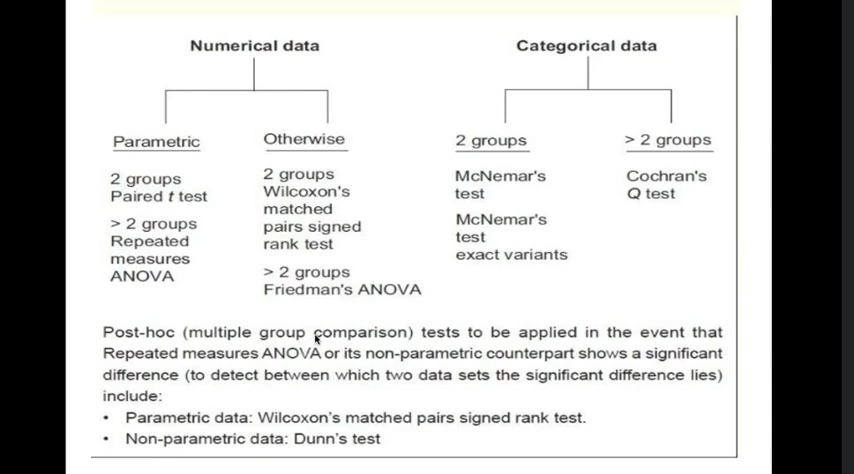 Numerical data
Categorical data
Parametric
2 groups
Paired t test
> 2 groups
Repeated
measures
ANOVA
Otherwise
2 groups
Wilcoxon's
matched
pairs signed
rank test
> 2 groups
Friedman's ANOVA
2 groups
McNemar's
test
McNemar's
test
exact variants
> 2 groups
Cochran's
Q test
Post-hoc (multiple group comparison) tests to be applied in the event that
Repeated measures ANOVA or its non-parametric counterpart shows a significant
difference (to detect between which two data sets the significant difference lies)
include:
• Parametric data: Wilcoxon's matched pairs signed rank test.
• Non-parametric data: Dunn's test